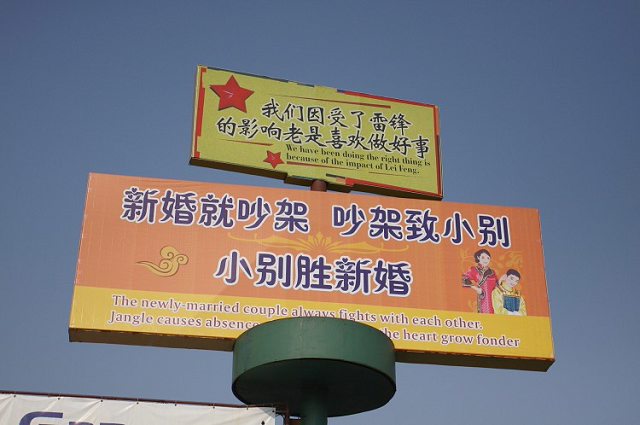 我们因受了雷锋
的影响老是喜欢做好事
We have been doing the right thing is
because of the impact of Lei Feng.
新婚就吵架 吵架致小别
小别胜新婚
The newly-married couple always fights with each other.
Jangle causes absence the heart grow fonder